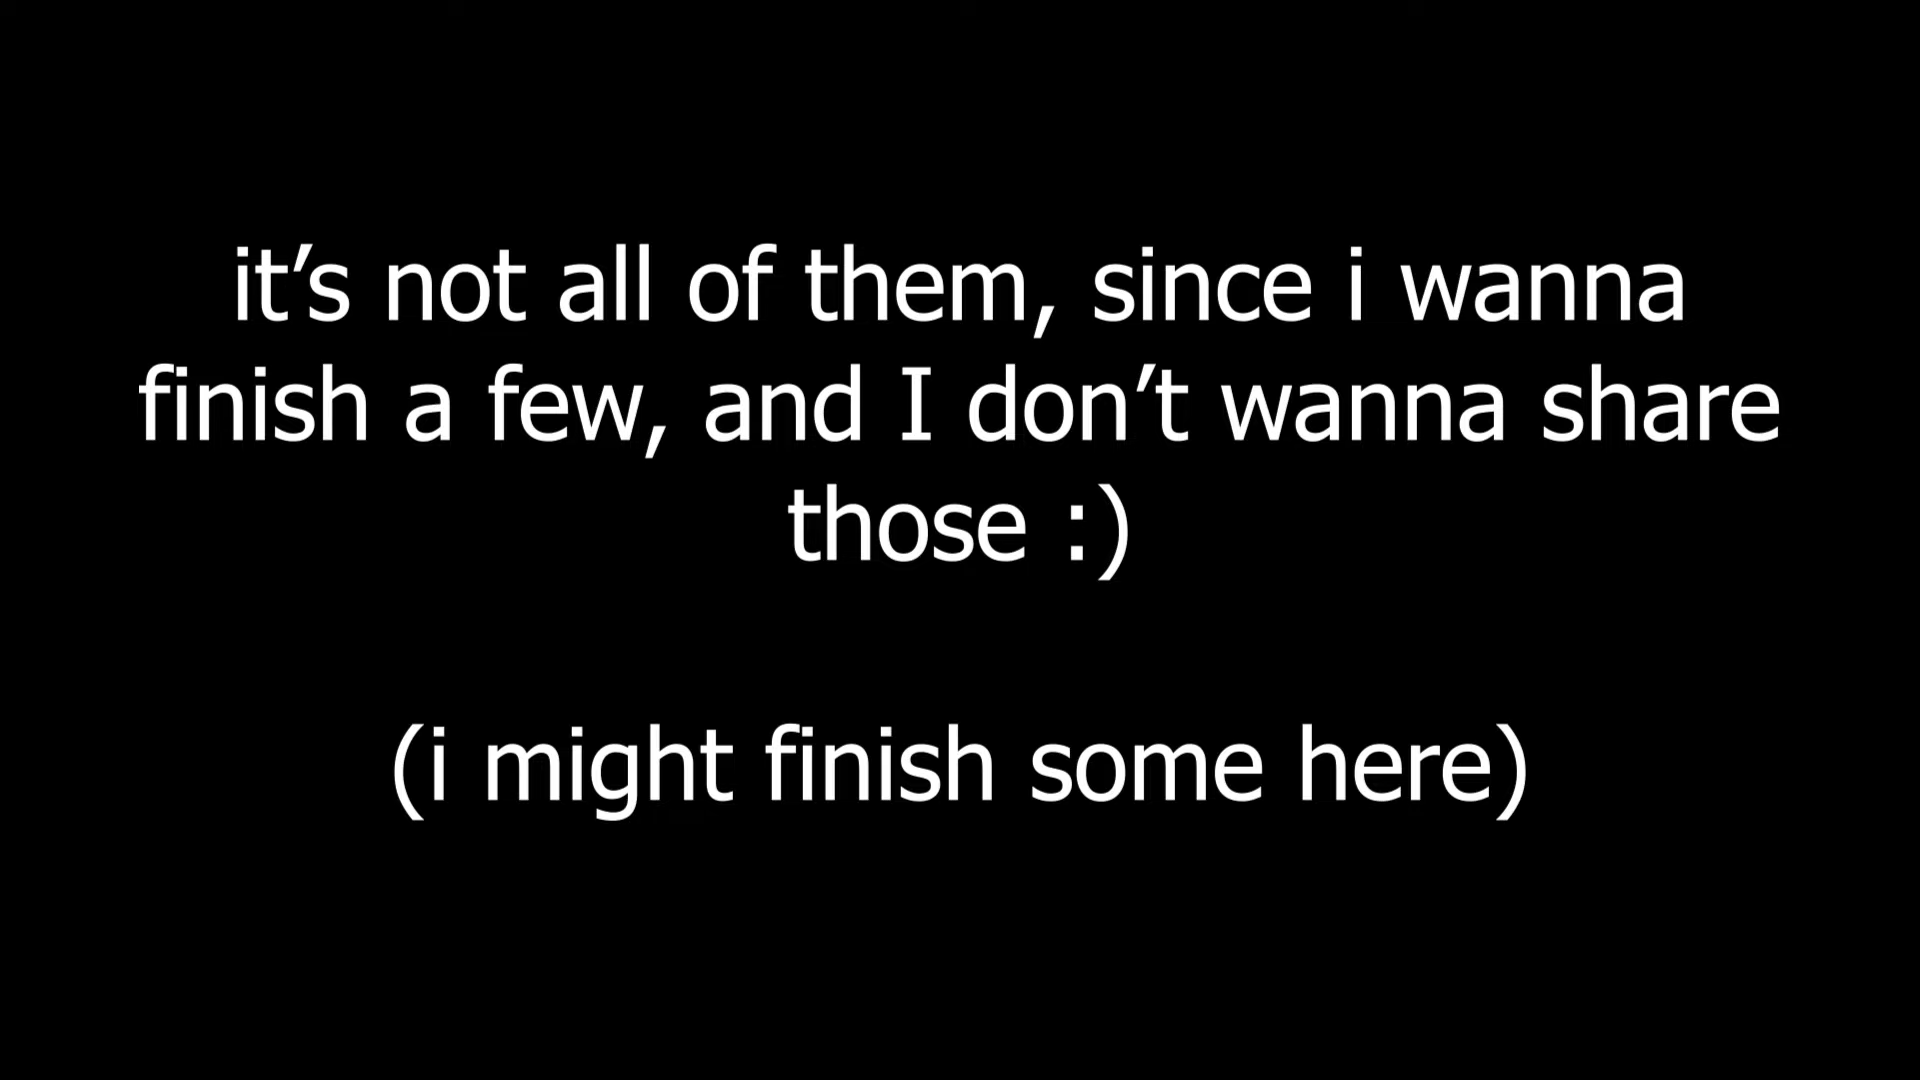 it’s not all of them, since i wanna
finish a few, and I don’t wanna share
those :)
(i might finish some here)